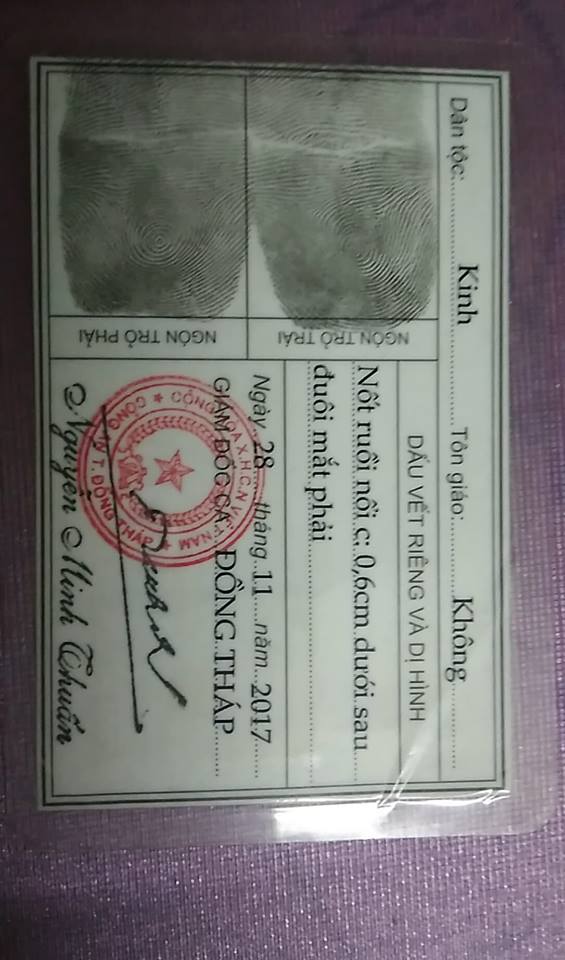 Dân tộc: Kinh Tôn giáo: Không
NGÓN TRỎ TRÁI
DẤU VẾT RIÊNG VÀ DỊ HÌNH
Nốt ruồi nổi c: 0,6cm dưới sau
đuôi mắt phải
NGÓN TRỎ PHẢI
Ngày 28 tháng 11 năm 2017
GIÁM ĐỐC CA ĐỒNG THÁP
CỘNG HÒA X.H.C.N VIỆT NAM
CÔNG AN T. ĐỒNG THÁP
Nguyễn Minh Thuấn